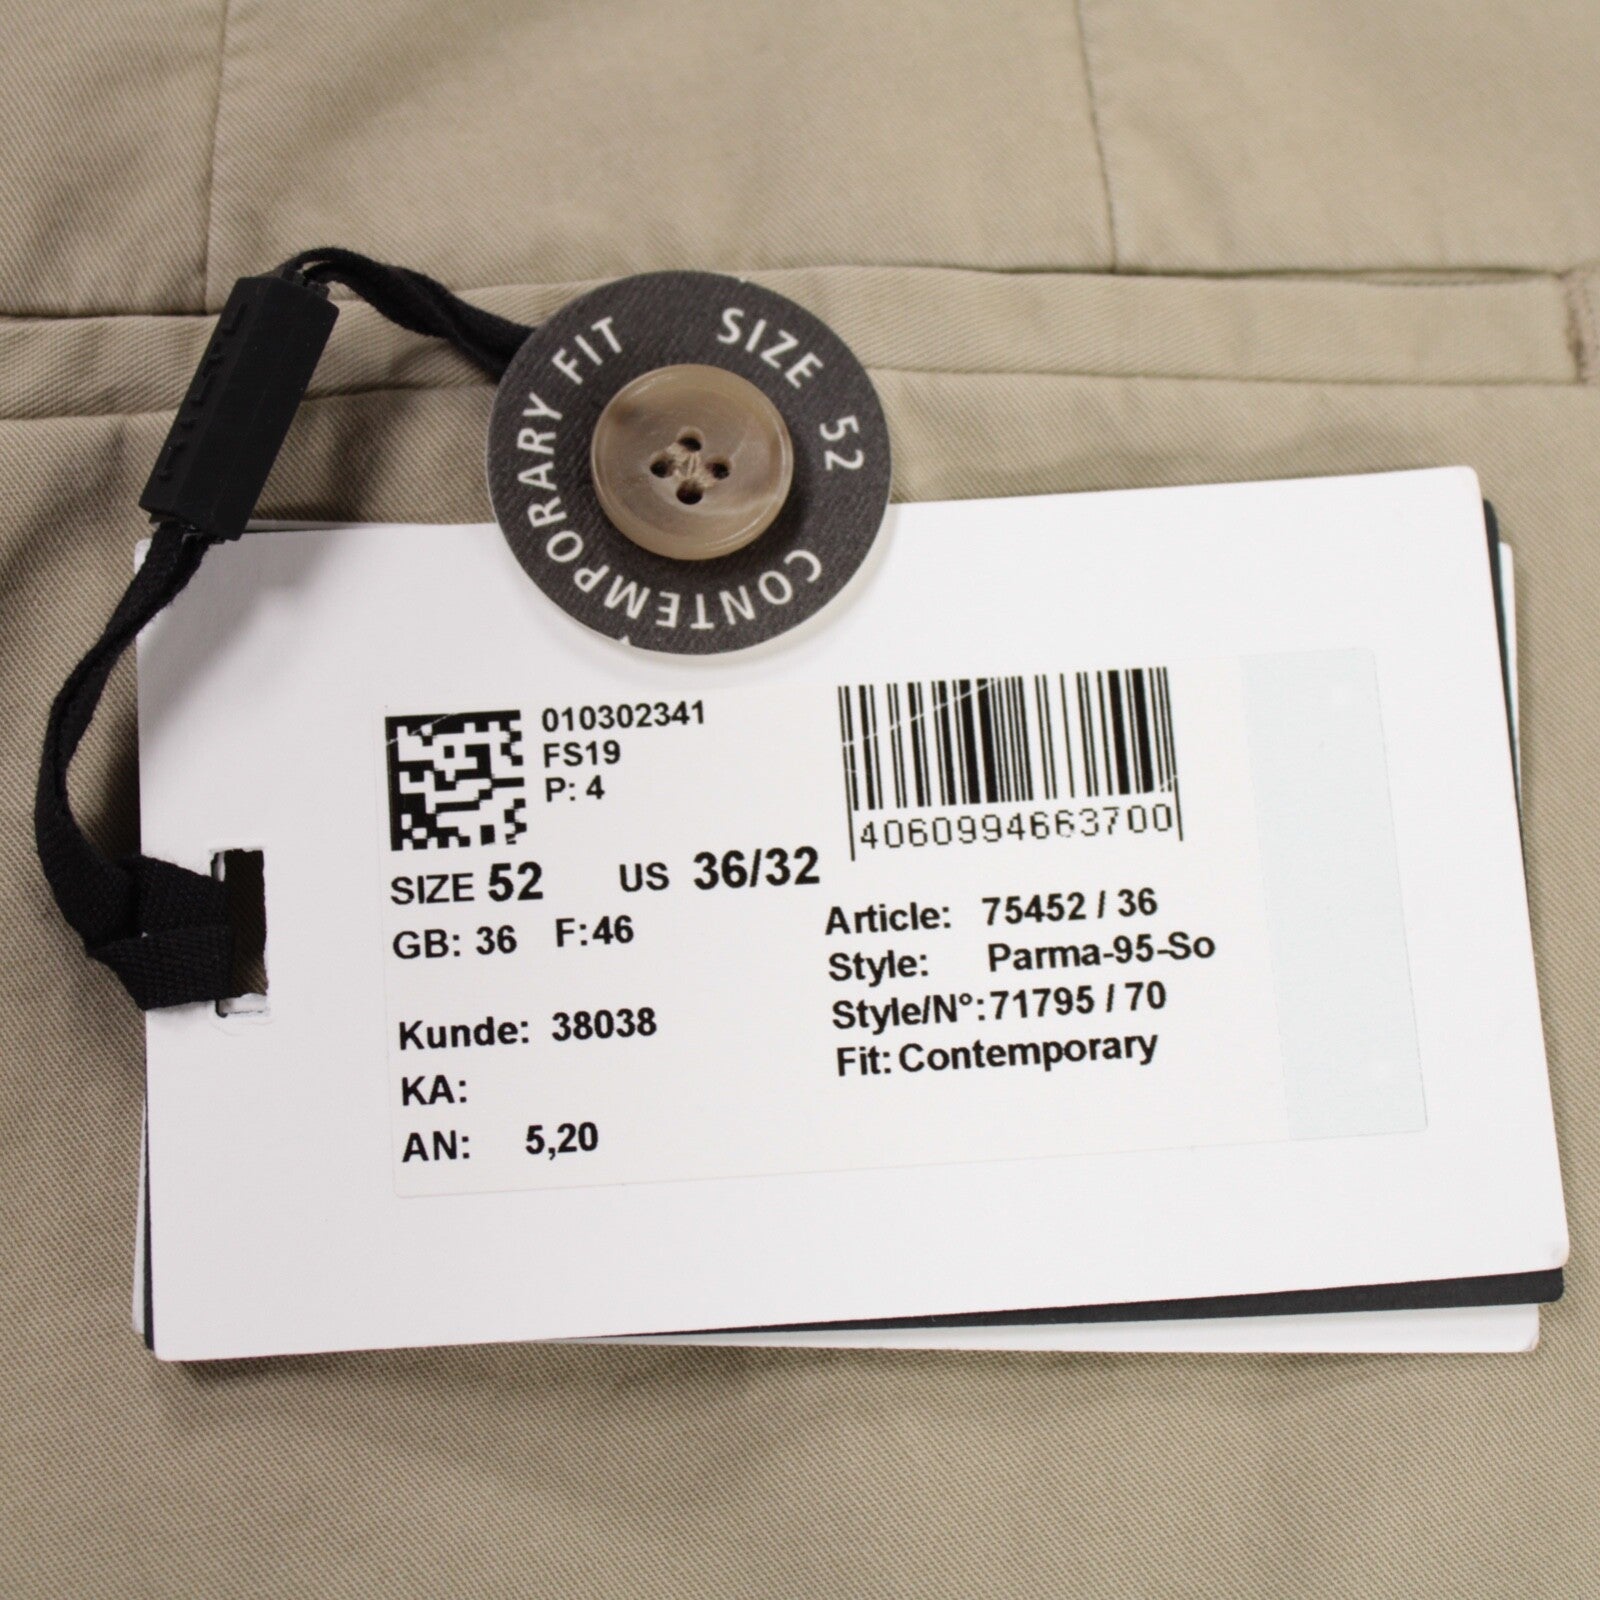 CONTEMPORARY FIT SIZE 52
010302341
FS19
P: 4
4060994663700
SIZE 52 US 36/32
GB: 36 F:46
Kunde: 38038
KA:
AN: 5,20
Article: 75452 / 36
Style: Parma-95-So
Style/N°:71795 / 70
Fit: Contemporary